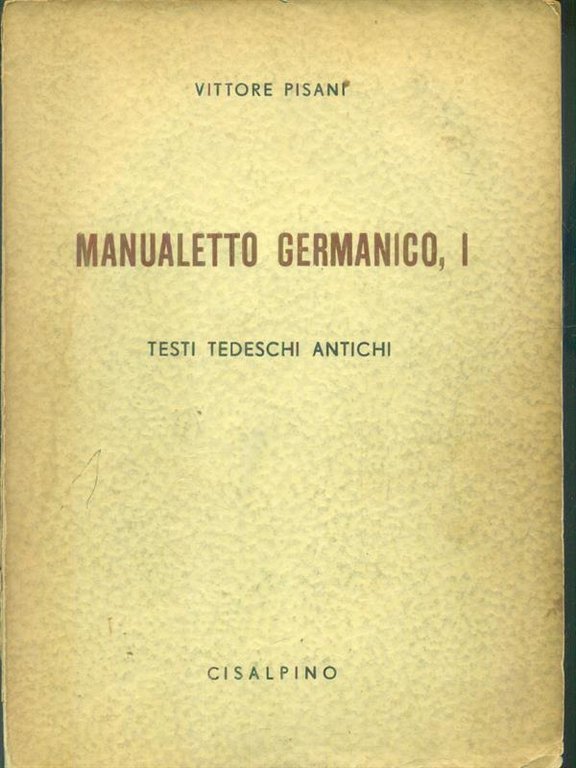 VITTORE PISANI
MANUALETTO GERMANICO, I
TESTI TEDESCHI ANTICHI
CISALPINO